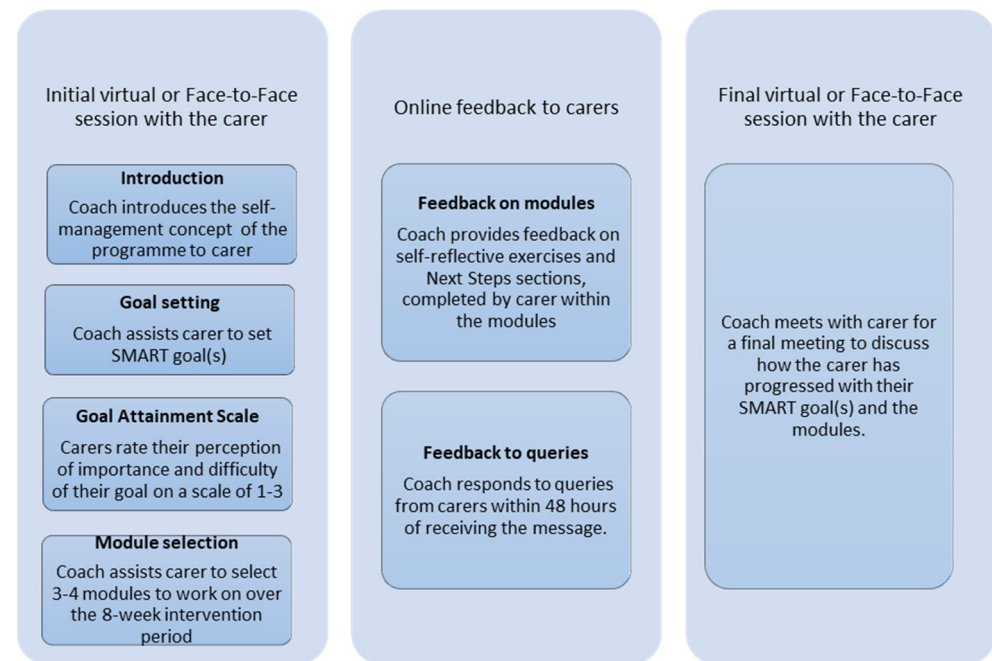 Initial virtual or Face-to-Face
session with the carer
Introduction
Coach introduces the self-
management concept of the
programme to carer
Goal setting
Coach assists carer to set
SMART goal(s)
Goal Attainment Scale
Carers rate their perception
of importance and difficulty
of their goal on a scale of 1-3
Module selection
Coach assists carer to select
3-4 modules to work on over
the 8-week intervention
period
Online feedback to carers
Feedback on modules
Coach provides feedback on
self-reflective exercises and
Next Steps sections,
completed by carer within
the modules
Feedback to queries
Coach responds to queries
from carers within 48 hours
of receiving the message.
Final virtual or Face-to-Face
session with the carer
Coach meets with carer for
a final meeting to discuss
how the carer has
progressed with their
SMART goal(s) and the
modules.